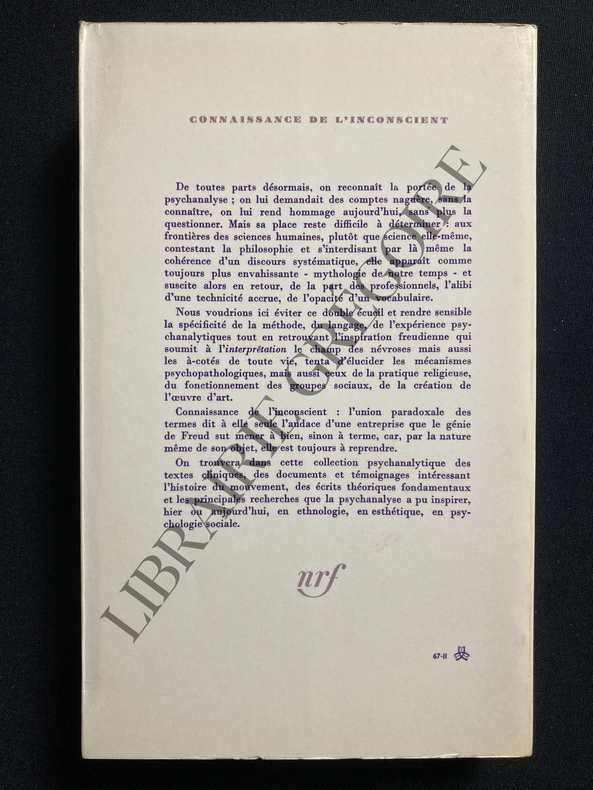 CONNAISSANCE DE L'INCONSCIENT
De toutes parts désormais, on reconnaît la portée de la
psychanalyse ; on lui demandait des comptes naguère, sans la
connaître, on lui rend hommage aujourd'hui, sans plus la
questionner. Mais sa place reste difficile à déterminer : aux
frontières des sciences humaines, plutôt que science elle-même,
contestant la philosophie et s'interdisant par là même la
cohérence d'un discours systématique, elle apparaît comme
toujours plus envahissante - mythologie de notre temps - et
suscite alors en retour, de la part des professionnels, l'alibi
d'une technicité accrue, de l'opacité d'un vocabulaire.
Nous voudrions ici éviter ce double écueil et rendre sensible
la spécificité de la méthode, du langage, de l'expérience psy-
chanalytiques tout en retrouvant l'inspiration freudienne qui
soumit à l'interprétation le champ des névroses mais aussi
les à-cotés de toute vie, tenta d'élucider les mécanismes
psychopathologiques, mais aussi ceux de la pratique religieuse,
du fonctionnement des groupes sociaux, de la création de
l'œuvre d'art.
Connaissance de l'inconscient : l'union paradoxale des
termes dit à elle seule l'audace d'une entreprise que le génie
de Freud sut mener à bien, sinon à terme, car, par la nature
même de son objet, elle est toujours à reprendre.
On trouvera dans cette collection psychanalytique des
textes cliniques, des documents et témoignages intéressant
l'histoire du mouvement, des écrits théoriques fondamentaux
et les principales recherches que la psychanalyse a pu inspirer,
hier ou aujourd'hui, en ethnologie, en esthétique, en psy-
chologie sociale.
nrf
67-II
LIBRAIRIE GRÉGOIRE